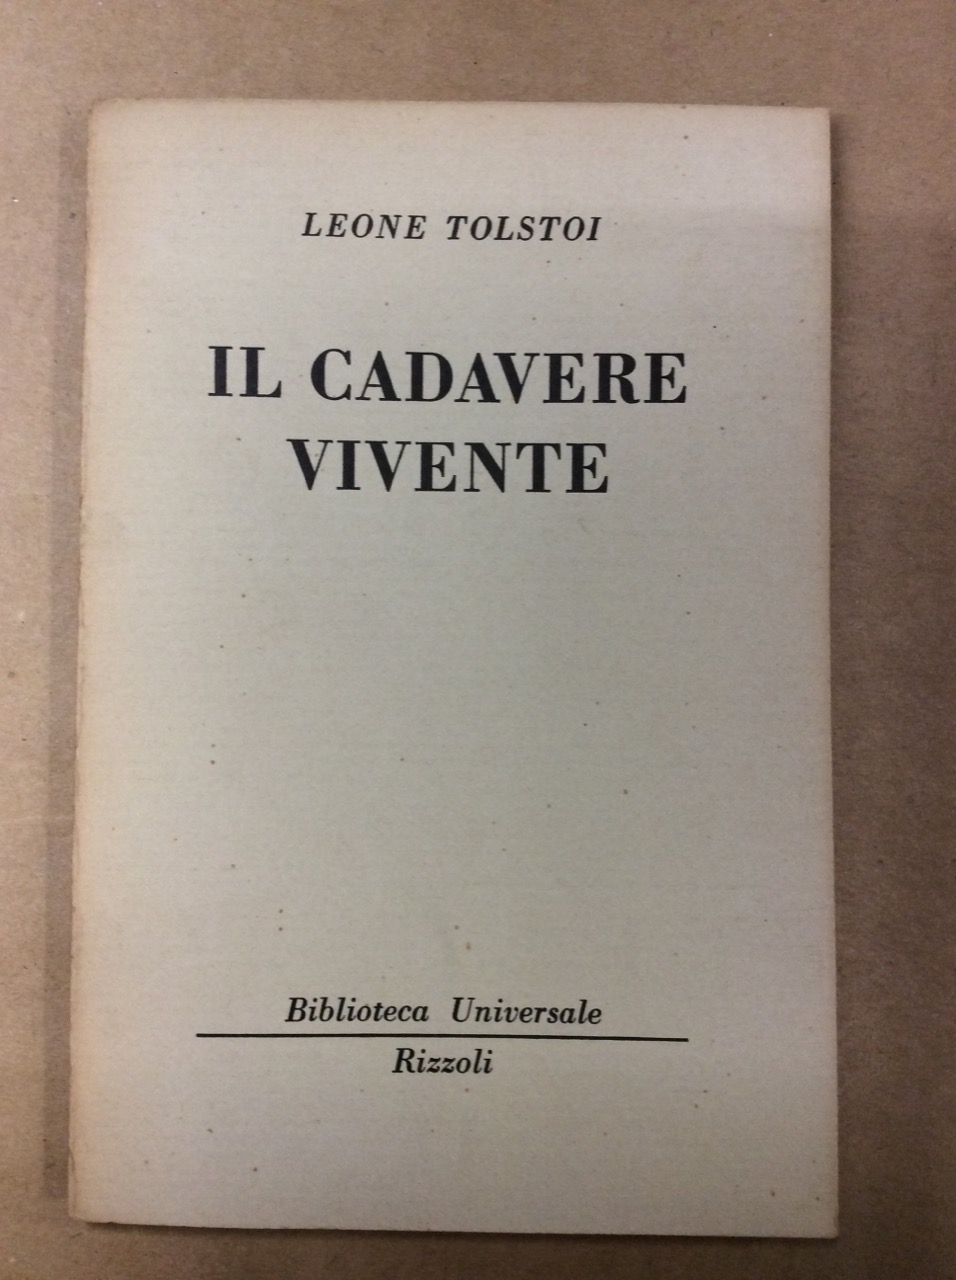 LEONE TOLSTOI
IL CADAVERE
VIVENTE
Biblioteca Universale
Rizzoli